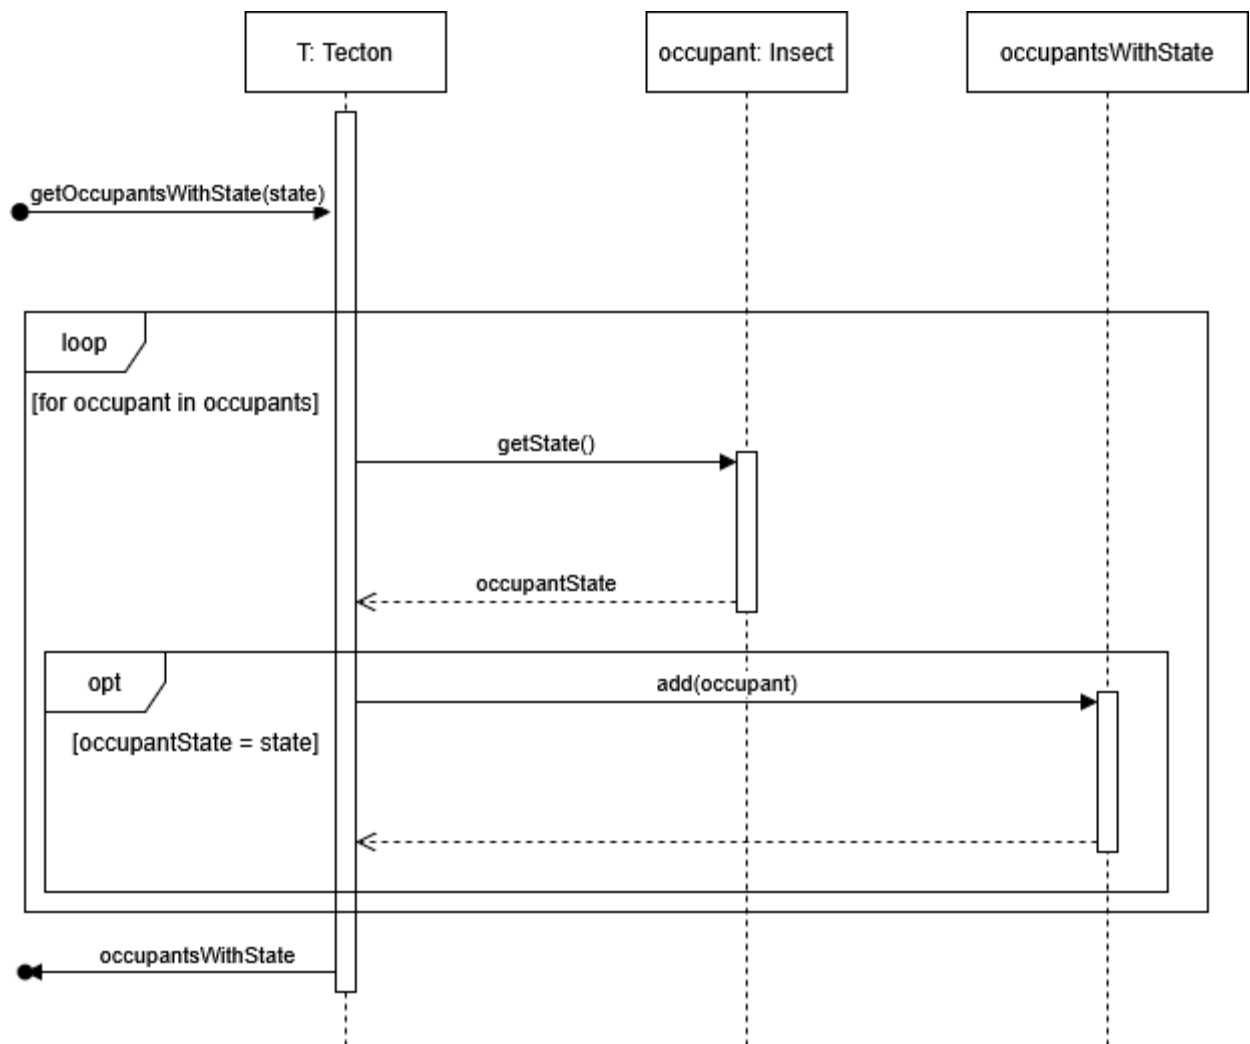 T: Tecton
occupant: Insect
occupantsWithState
getOccupantsWithState(state)
loop
[for occupant in occupants]
getState()
occupantState
opt
add(occupant)
[occupantState = state]
occupantsWithState